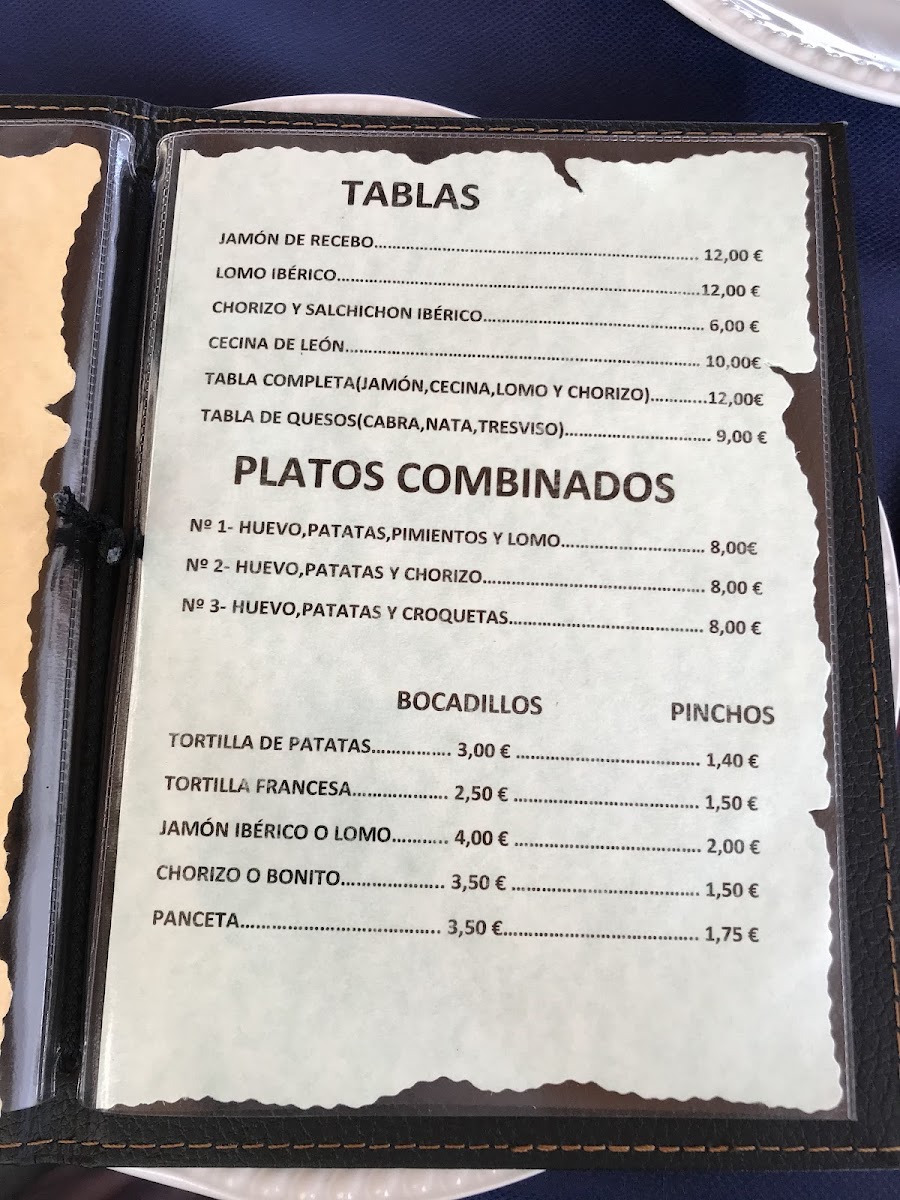 TABLAS
JAMÓN DE RECEBO.......... 12,00 €
LOMO IBÉRICO..........12,00 €
CHORIZO Y SALCHICHON IBÉRICO.......... 6,00 €
CECINA DE LEÓN.......... 10,00€
TABLA COMPLETA(JAMÓN,CECINA,LOMO Y CHORIZO)..........12,00€
TABLA DE QUESOS(CABRA,NATA,TRESVISO).......... 9,00 €
PLATOS COMBINADOS
Nº 1- HUEVO,PATATAS,PIMIENTOS Y LOMO.......... 8,00€
Nº 2- HUEVO,PATATAS Y CHORIZO.......... 8,00 €
Nº 3- HUEVO,PATATAS Y CROQUETAS.......... 8,00 €
BOCADILLOS PINCHOS
TORTILLA DE PATATAS.......... 3,00 € .......... 1,40 €
TORTILLA FRANCESA.......... 2,50 € .......... 1,50 €
JAMÓN IBÉRICO O LOMO.......... 4,00 € .......... 2,00 €
CHORIZO O BONITO.......... 3,50 € .......... 1,50 €
PANCETA.......... 3,50 €.......... 1,75 €